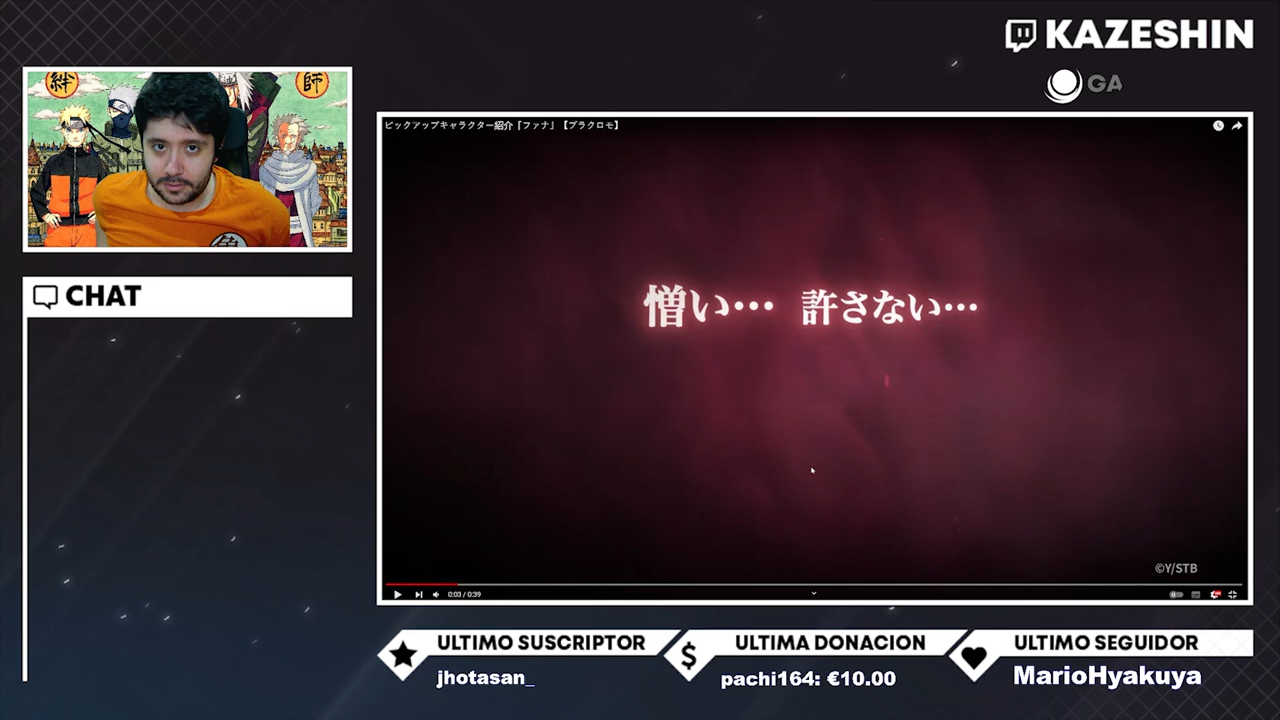 KAZESHIN
GA
絆
師
ピックアップキャラクター紹介「ファナ」【ブラクロモ】
憎い… 許さない…
CHAT
©Y/STB
0:03 / 0:39
ULTIMO SUSCRIPTOR
jhotasan_
ULTIMA DONACION
pachi164: €10.00
ULTIMO SEGUIDOR
MarioHyakuya